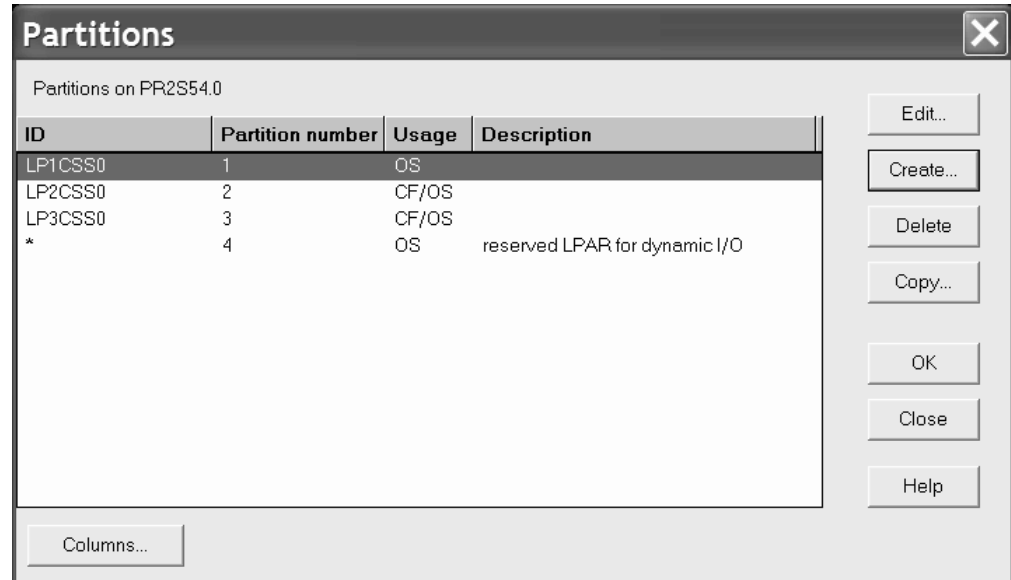 Partitions
Partitions on PR2S54.0
ID Partition number Usage Description
LP1CSS0 1 OS
LP2CSS0 2 CF/OS
LP3CSS0 3 CF/OS
* 4 OS reserved LPAR for dynamic I/O
Edit...
Create...
Delete
Copy...
OK
Close
Help
Columns...